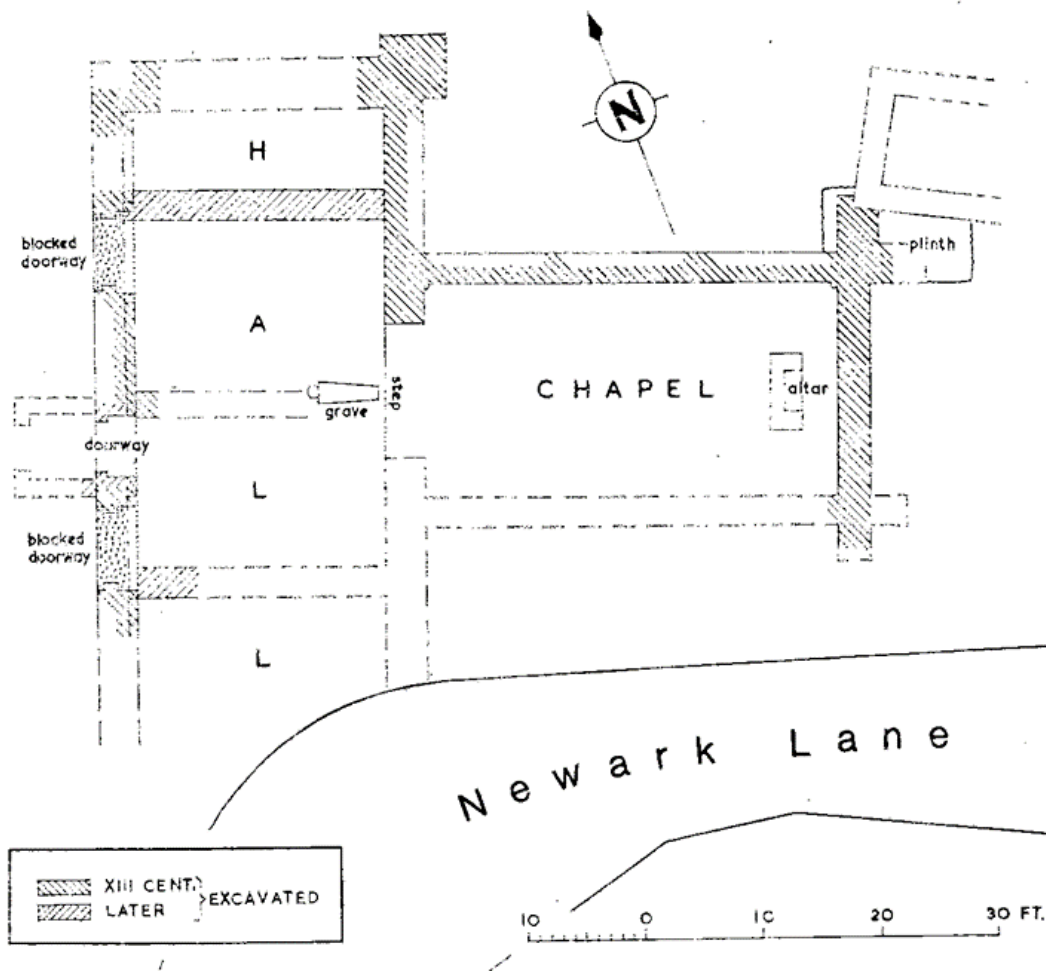 N
H
blocked
doorway
plinth
A
CHAPEL
altar
step
grave
doorway
L
blocked
doorway
L
Newark Lane
XIII CENT.
LATER
EXCAVATED
10 0 10 20 30 FT.